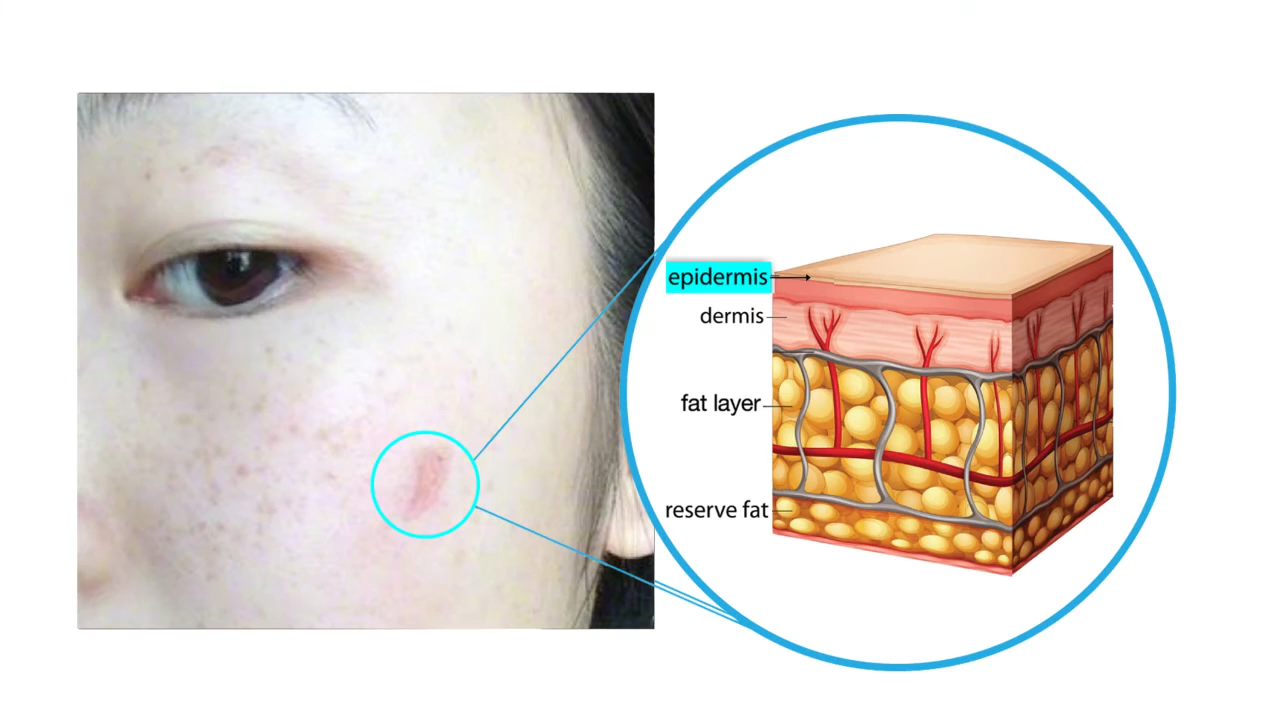 epidermis
dermis
fat layer
reserve fat